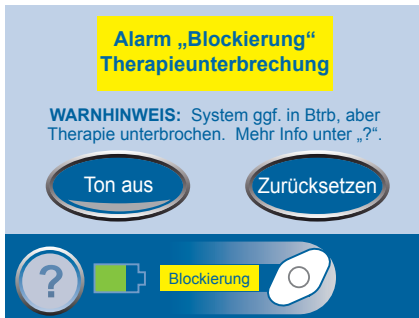 Alarm „Blockierung“
Therapieunterbrechung
WARNHINWEIS: System ggf. in Btrb, aber
Therapie unterbrochen. Mehr Info unter „?“.
Ton aus
Zurücksetzen
?
Blockierung